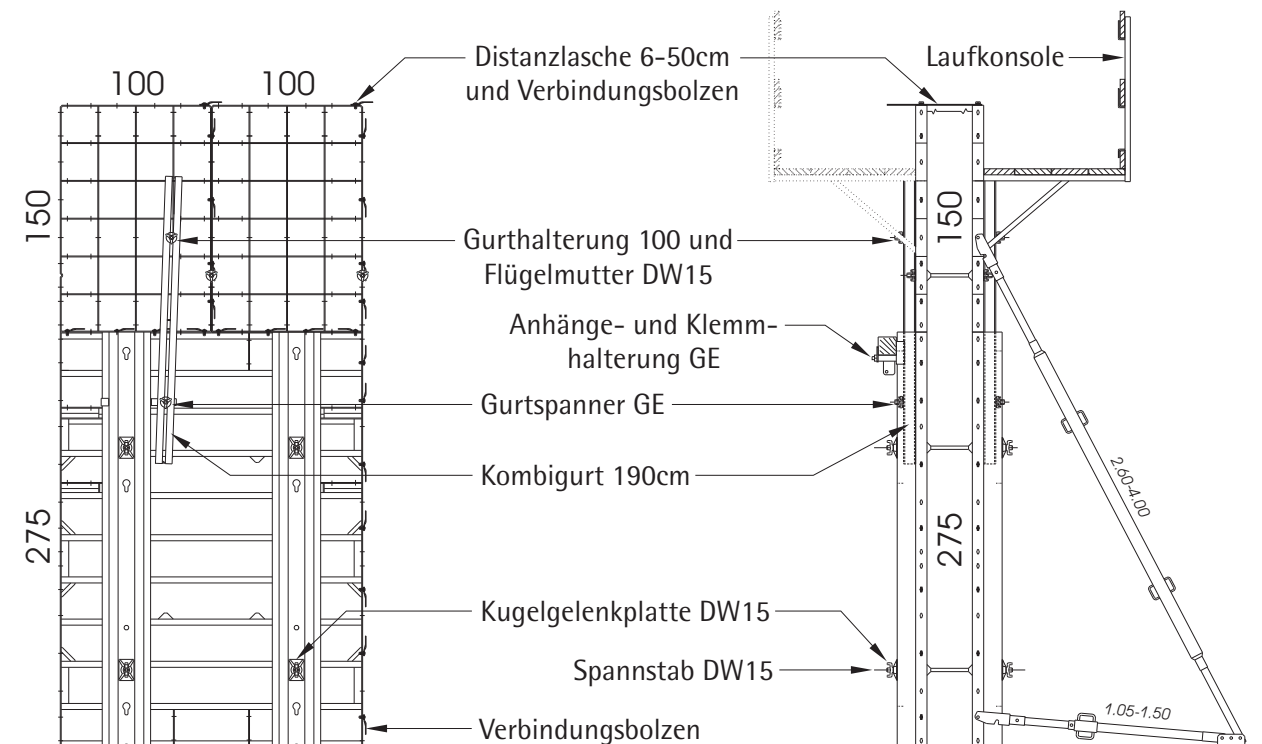 Distanzlasche 6-50cm
und Verbindungsbolzen
Laufkonsole
100
100
150
150
Gurthalterung 100 und
Flügelmutter DW15
Anhänge- und Klemm-
halterung GE
Gurtspanner GE
Kombigurt 190cm
2.60-4.00
275
275
Kugelgelenkplatte DW15
Spannstab DW15
1.05-1.50
Verbindungsbolzen